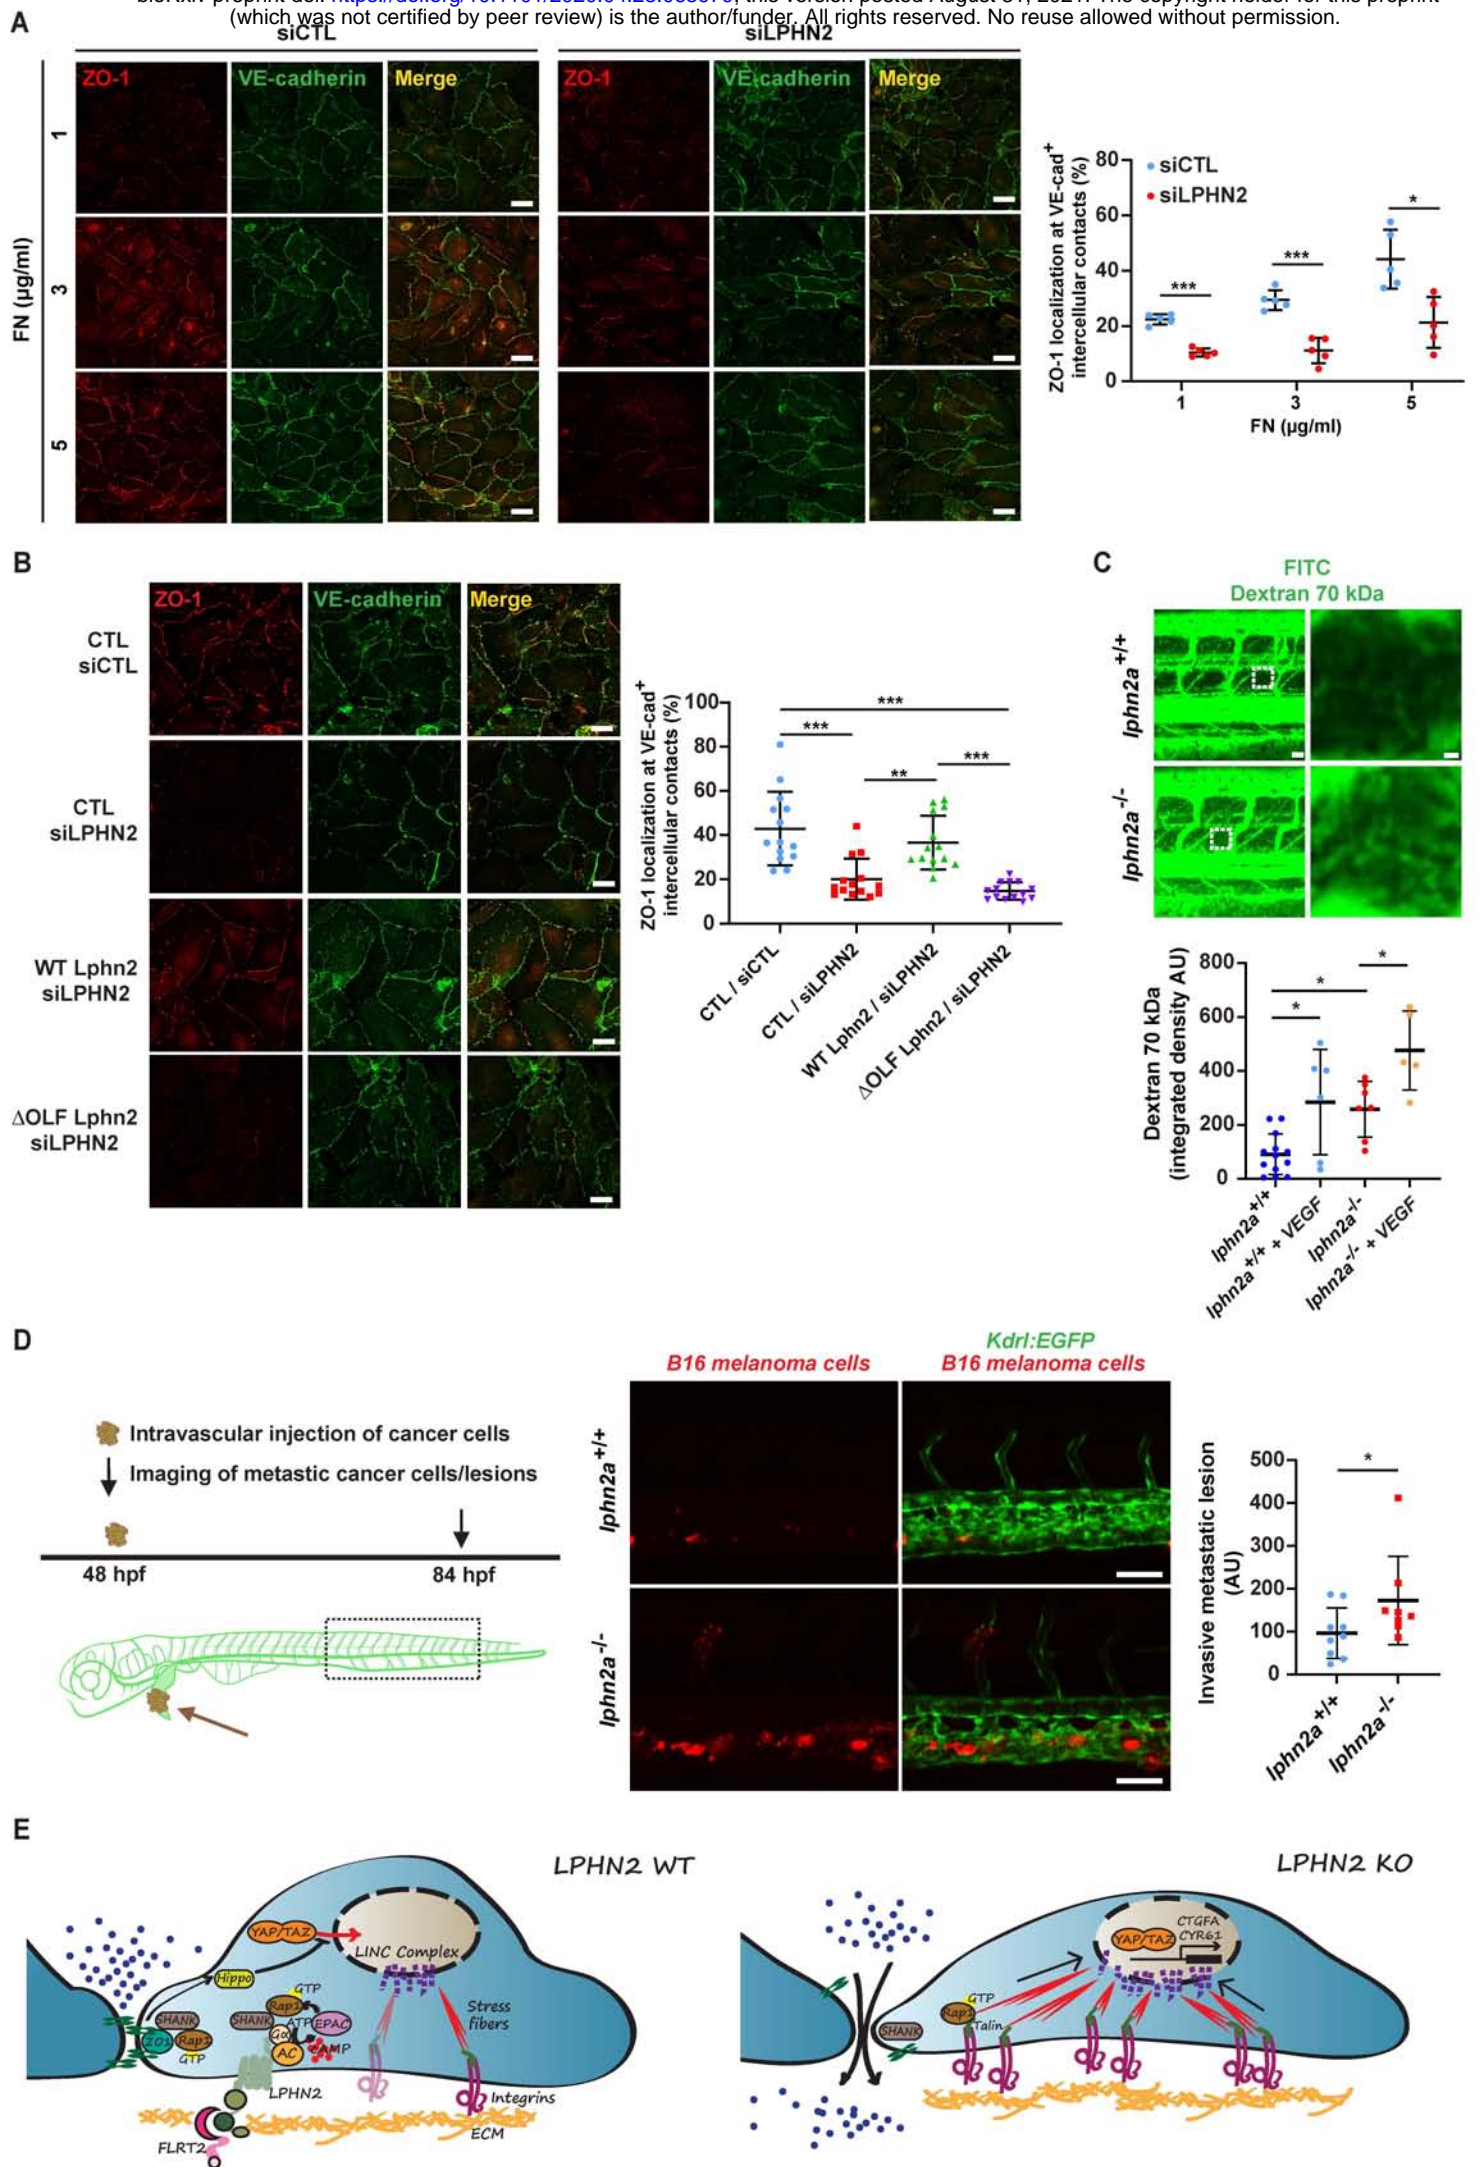 (which was not certified by peer review) is the author/funder. All rights reserved. No reuse allowed without permission.
A
siCTL
siLPHN2
ZO-1
VE-cadherin
Merge
ZO-1
VE-cadherin
Merge
FN (µg/ml)
1
3
5
ZO-1 localization at VE-cad+
intercellular contacts (%)
80
60
40
20
0
siCTL
siLPHN2
***
***
*
1
3
5
FN (µg/ml)
B
ZO-1
VE-cadherin
Merge
CTL
siCTL
CTL
siLPHN2
WT Lphn2
siLPHN2
ΔOLF Lphn2
siLPHN2
ZO-1 localization at VE-cad+
intercellular contacts (%)
100
80
60
40
20
0
***
***
**
***
CTL / siCTL
CTL / siLPHN2
WT Lphn2 / siLPHN2
ΔOLF Lphn2 / siLPHN2
C
FITC
Dextran 70 kDa
lphn2a+/+
lphn2a-/-
Dextran 70 kDa
(integrated density AU)
800
600
400
200
0
*
*
*
lphn2a+/+
lphn2a+/+ + VEGF
lphn2a-/-
lphn2a-/- + VEGF
D
Intravascular injection of cancer cells
Imaging of metastic cancer cells/lesions
48 hpf
84 hpf
B16 melanoma cells
Kdrl:EGFP
B16 melanoma cells
lphn2a+/+
lphn2a-/-
Invasive metastatic lesion
(AU)
500
400
300
200
100
0
*
lphn2a+/+
lphn2a-/-
E
LPHN2 WT
YAP/TAZ
LINC Complex
Hippo
GTP
Rap1
SHANK
SHANK
ATP
EPAC
ZO1
Rap1
GTP
Gα
AC
cAMP
Stress
fibers
LPHN2
Integrins
ECM
FLRT2
LPHN2 KO
CTGFA
CYR61
YAP/TAZ
GTP
Rap1
Talin
SHANK